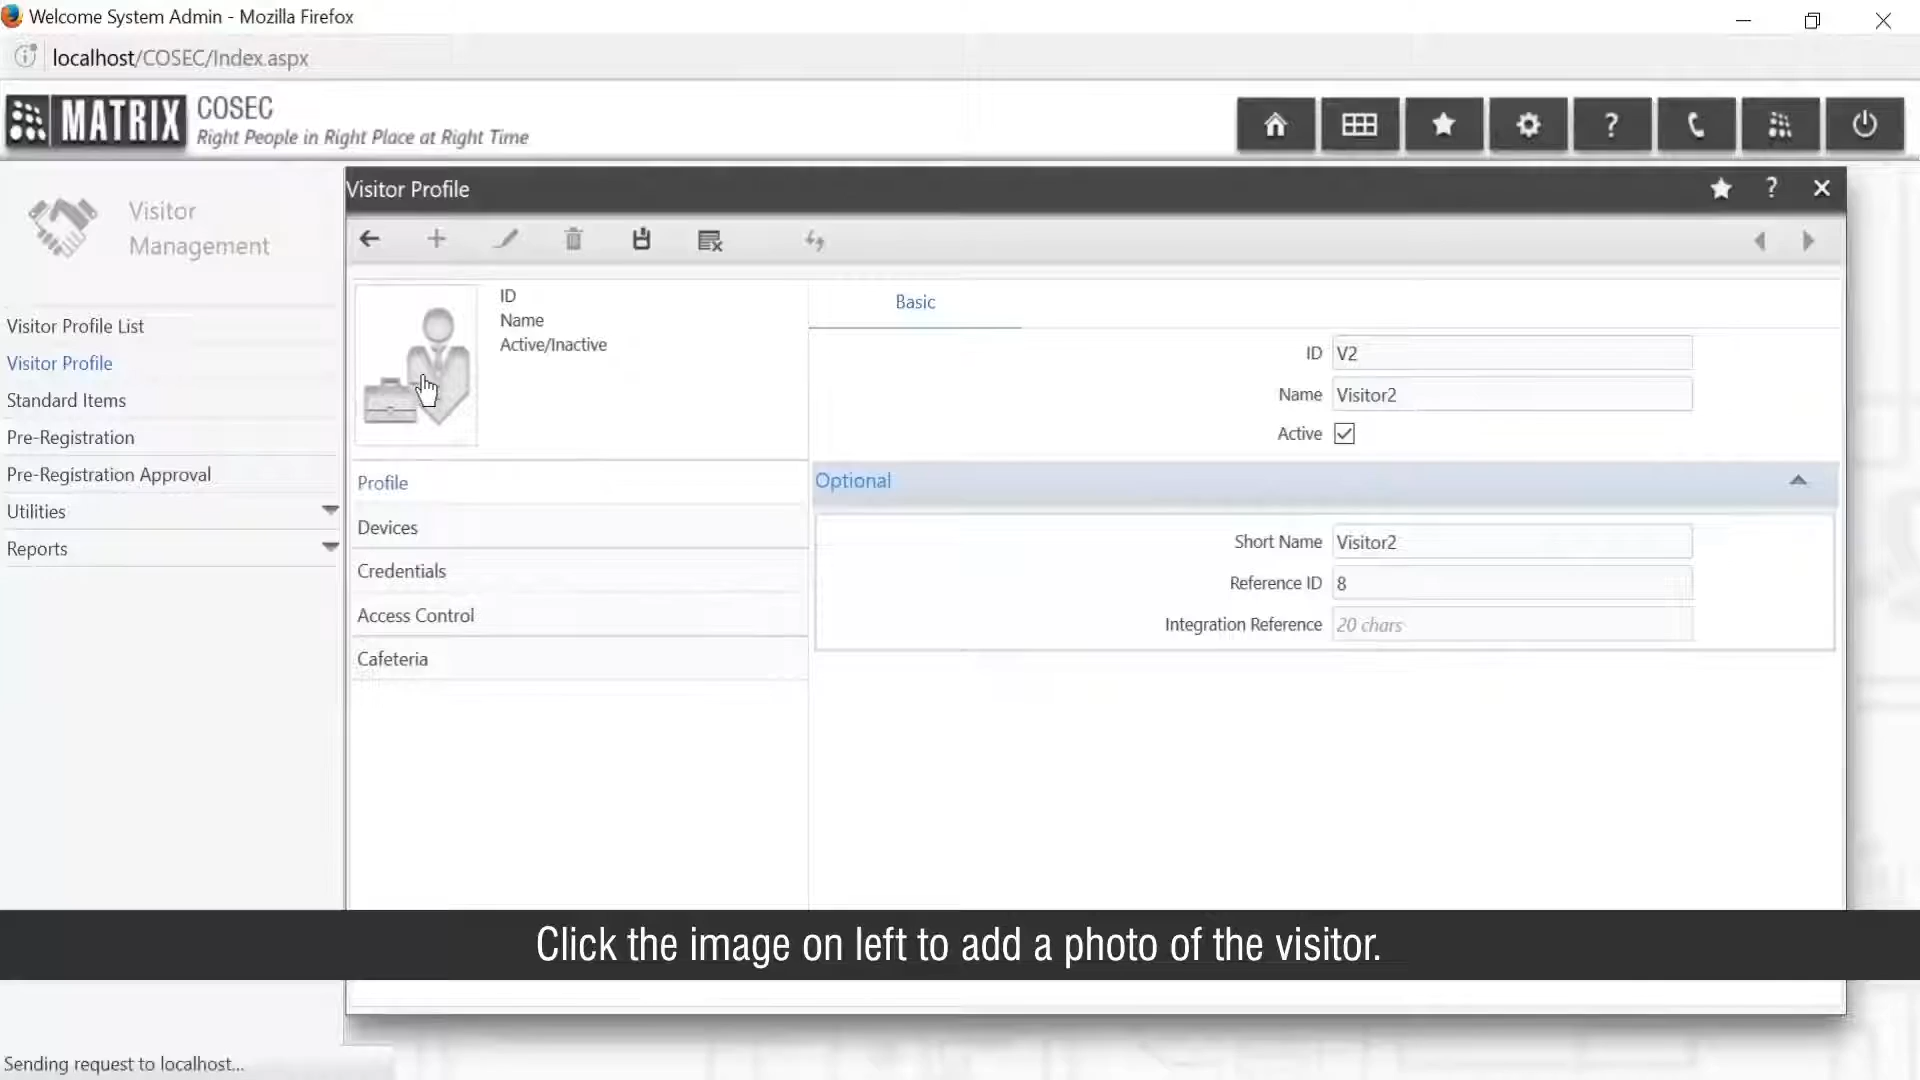 Welcome System Admin - Mozilla Firefox
localhost/COSEC/Index.aspx
MATRIX
COSEC
Right People in Right Place at Right Time
Visitor
Management
Visitor Profile List
Visitor Profile
Standard Items
Pre-Registration
Pre-Registration Approval
Utilities
Reports
Visitor Profile
ID
Name
Active/Inactive
Profile
Devices
Credentials
Access Control
Cafeteria
Basic
ID V2
Name Visitor2
Active
Optional
Short Name Visitor2
Reference ID 8
Integration Reference 20 chars
Click the image on left to add a photo of the visitor.
Sending request to localhost...